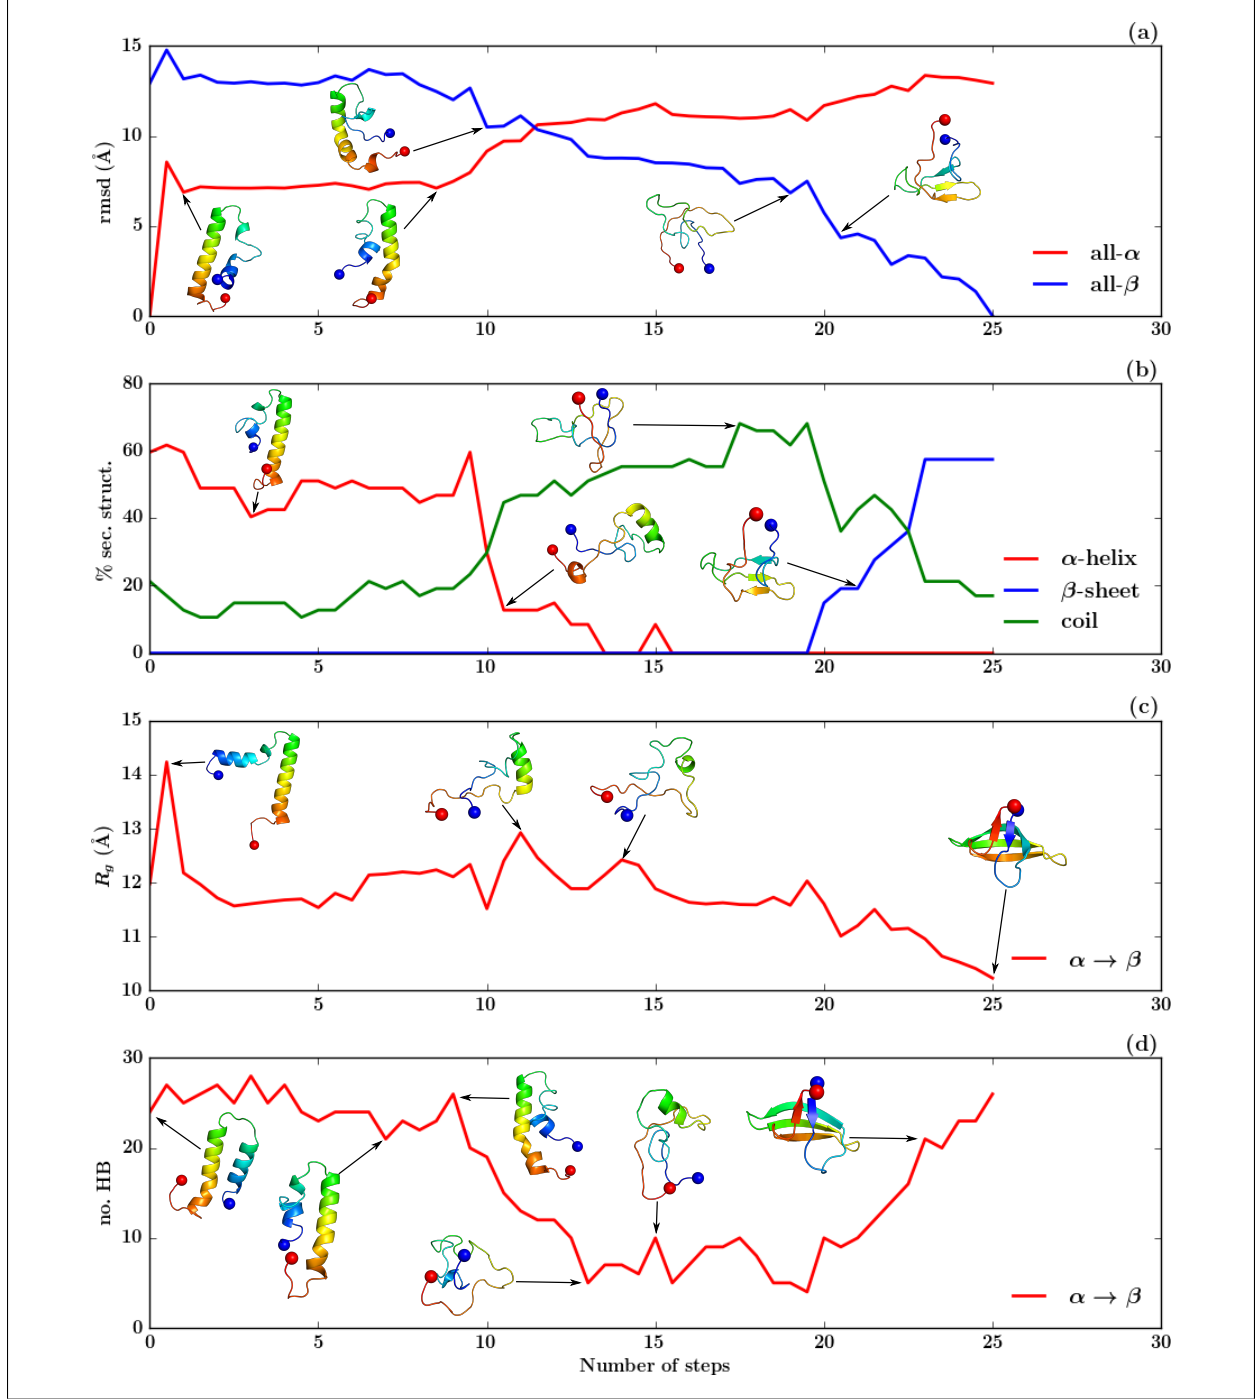 (a)
15
10
5
0
rmsd (Å)
all-α
all-β
0 5 10 15 20 25 30
(b)
80
60
40
20
0
% sec. struct.
α-helix
β-sheet
coil
0 5 10 15 20 25 30
(c)
15
14
13
12
11
10
Rg (Å)
α → β
0 5 10 15 20 25 30
(d)
30
20
10
0
no. HB
α → β
0 5 10 15 20 25 30
Number of steps